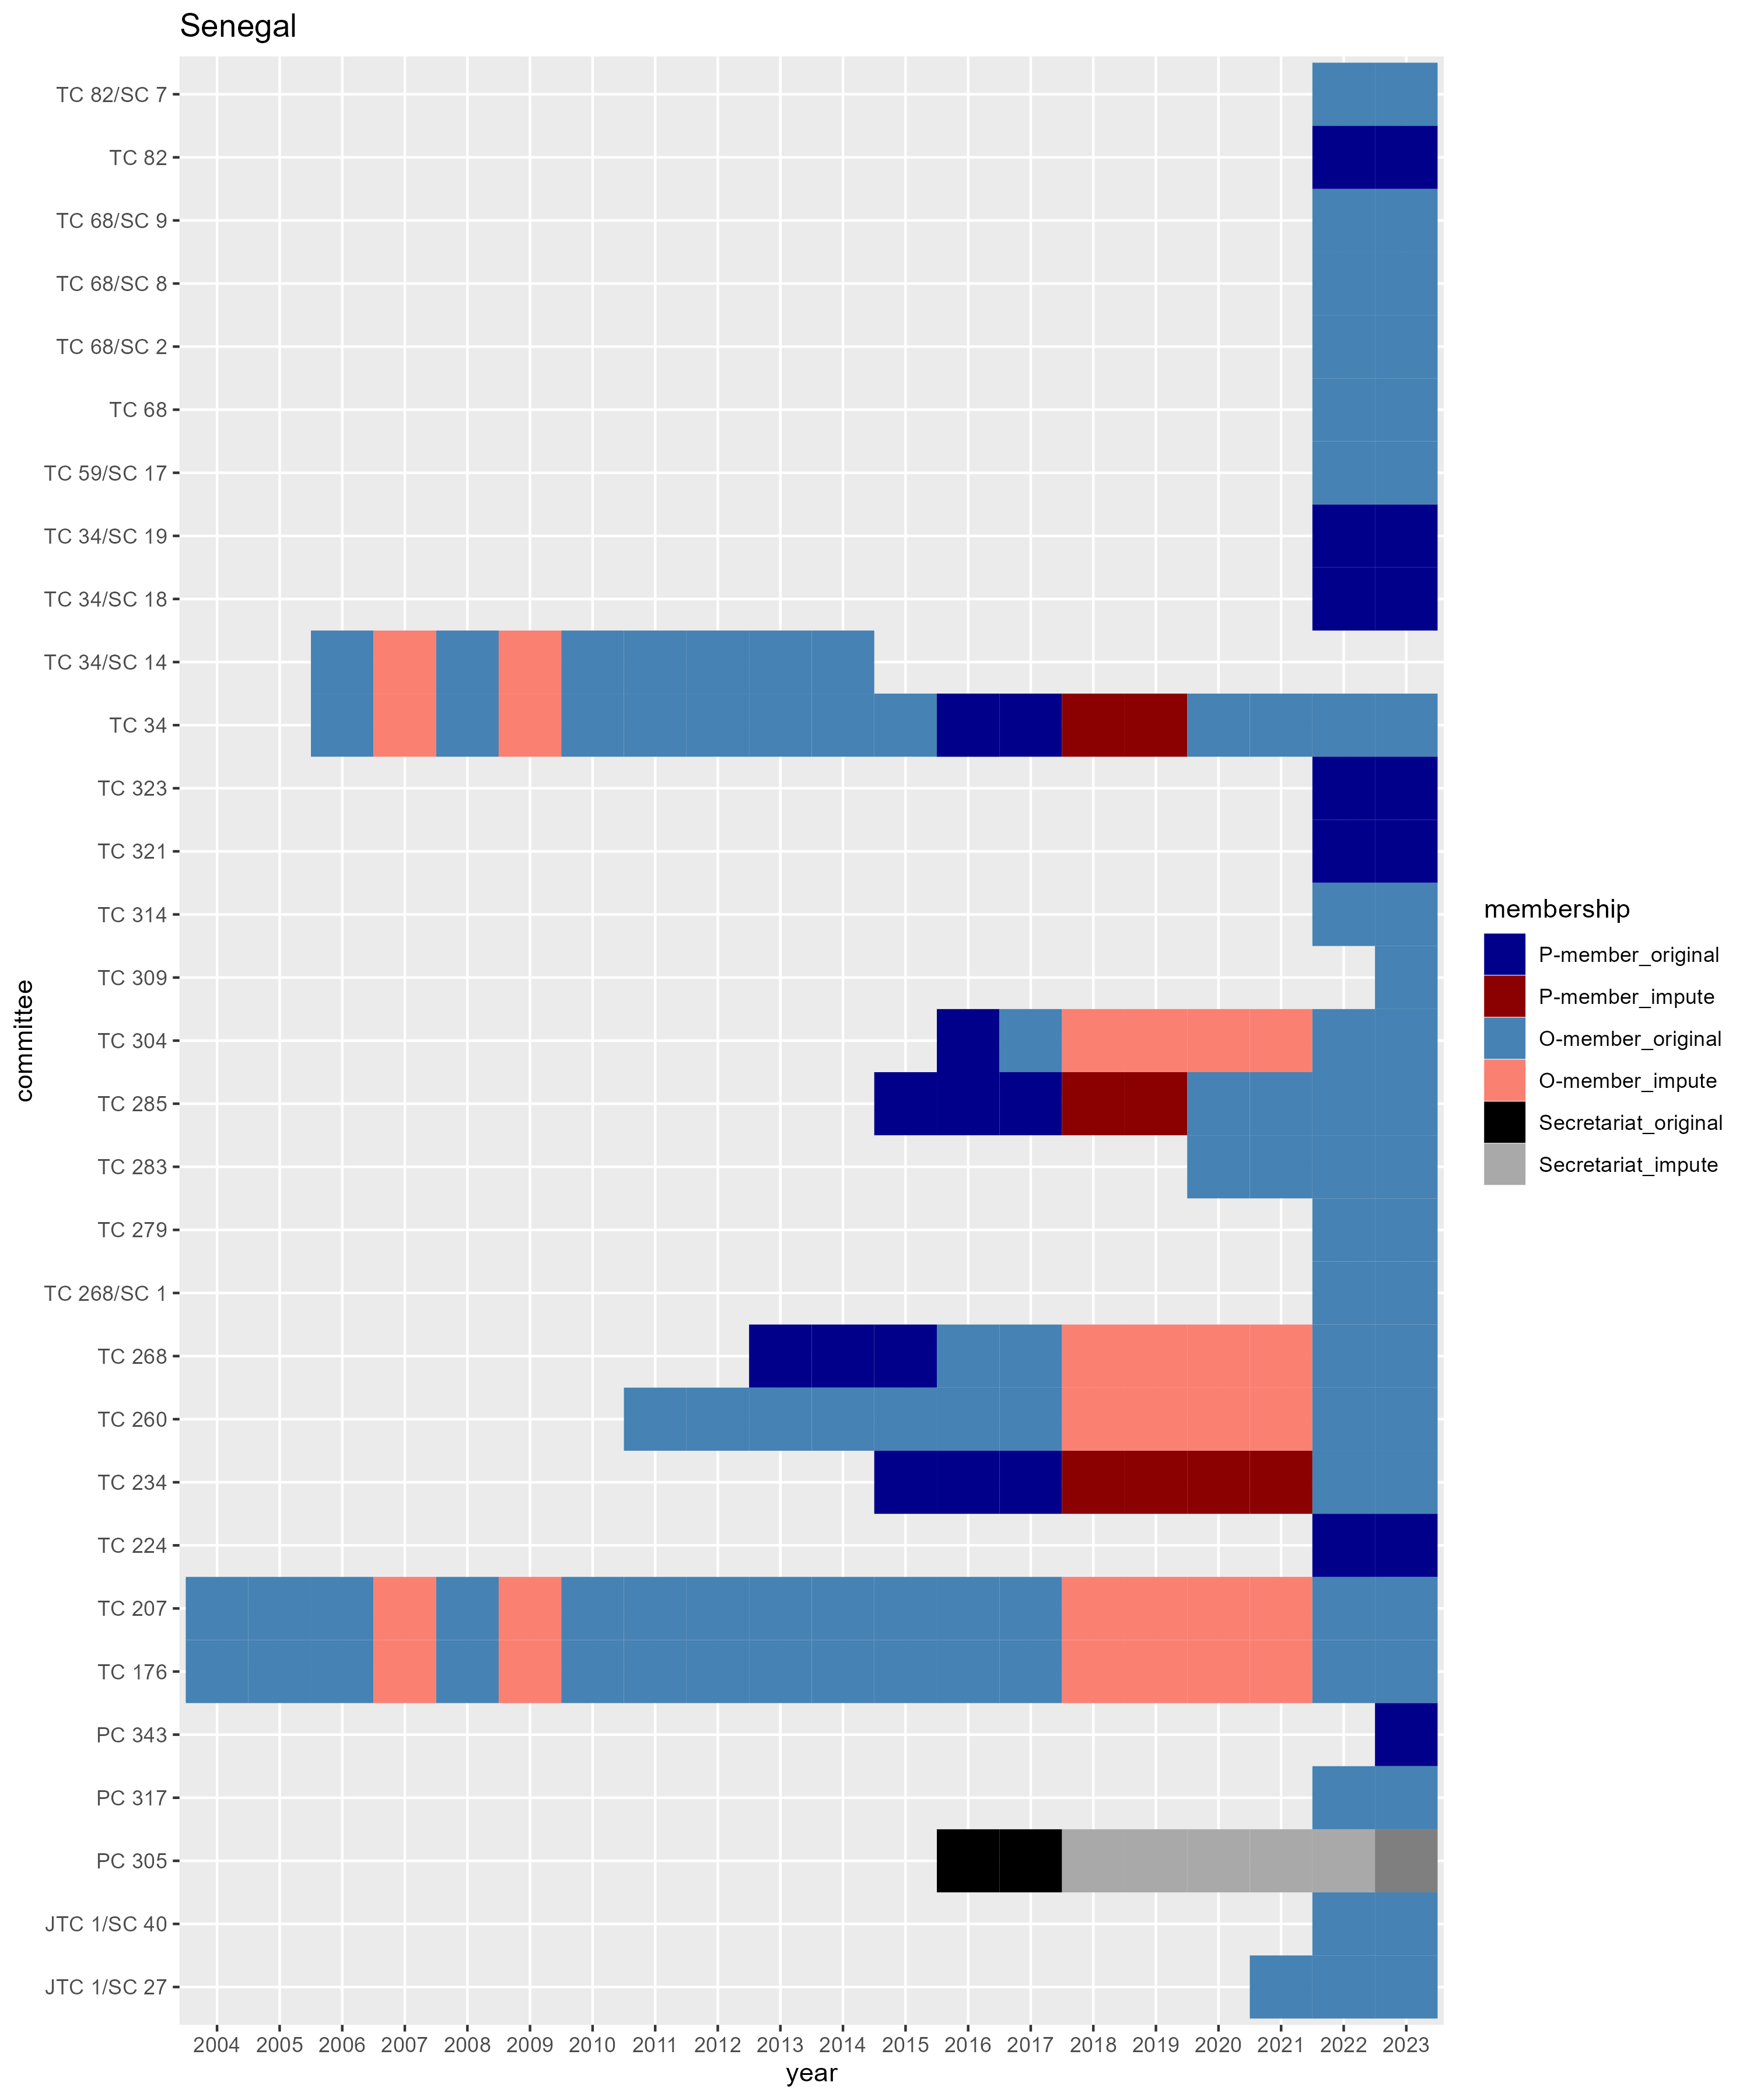 Senegal
committee
TC 82/SC 7
TC 82
TC 68/SC 9
TC 68/SC 8
TC 68/SC 2
TC 68
TC 59/SC 17
TC 34/SC 19
TC 34/SC 18
TC 34/SC 14
TC 34
TC 323
TC 321
TC 314
TC 309
TC 304
TC 285
TC 283
TC 279
TC 268/SC 1
TC 268
TC 260
TC 234
TC 224
TC 207
TC 176
PC 343
PC 317
PC 305
JTC 1/SC 40
JTC 1/SC 27
2004 2005 2006 2007 2008 2009 2010 2011 2012 2013 2014 2015 2016 2017 2018 2019 2020 2021 2022 2023
year
membership
P-member_original
P-member_impute
O-member_original
O-member_impute
Secretariat_original
Secretariat_impute